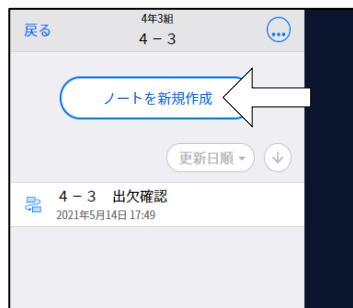 戻る
4年3組
４－３
ノートを新規作成
更新日順
４－３　出欠確認
2021年5月14日 17:49